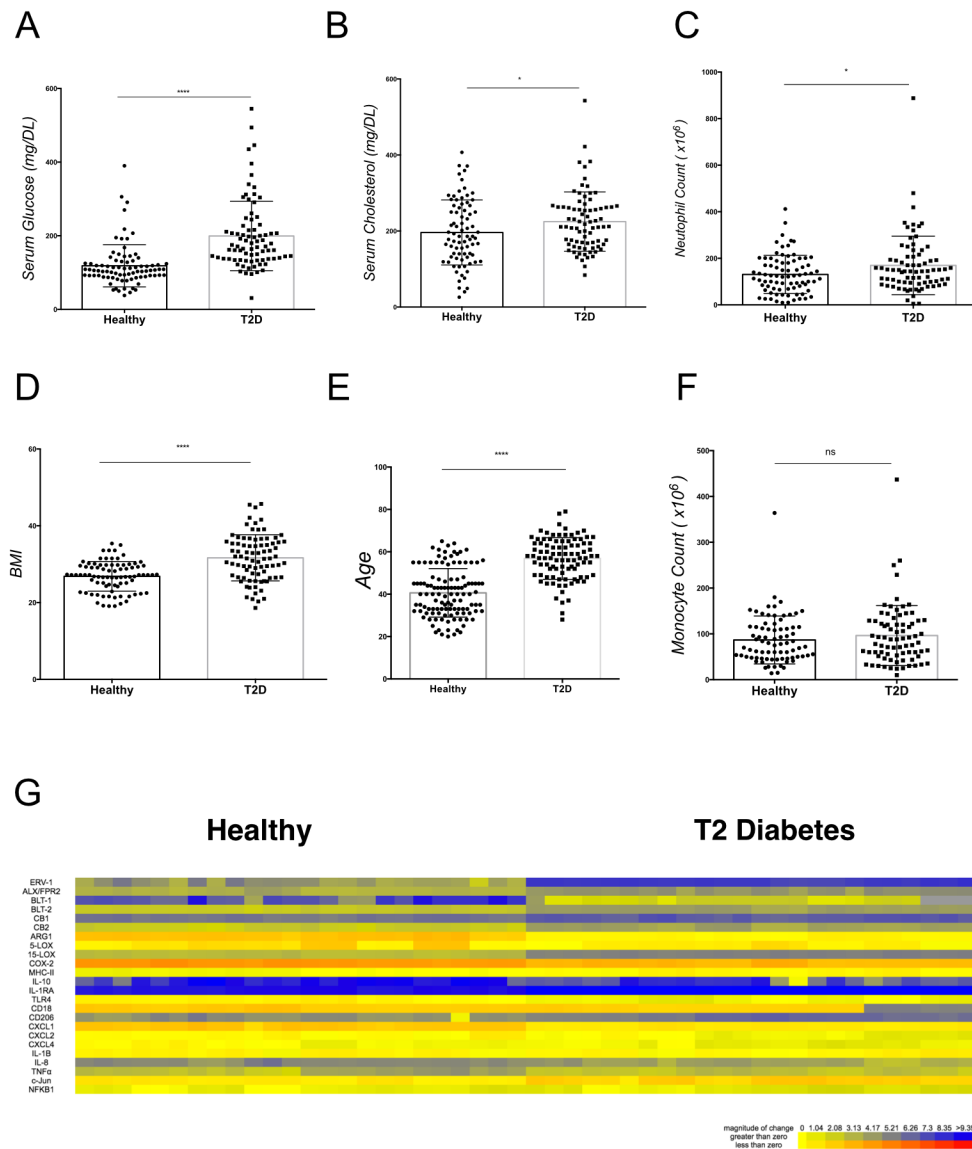 A
B
C
Serum Glucose (mg/DL)
600
400
200
0
****
Healthy
T2D
Serum Cholesterol (mg/DL)
600
400
200
0
*
Healthy
T2D
Neutophil Count ( x10⁶)
1000
800
600
400
200
0
*
Healthy
T2D
D
E
F
BMI
60
40
20
0
****
Healthy
T2D
Age
100
80
60
40
20
0
****
Healthy
T2D
Monocyte Count ( x10⁶)
500
400
300
200
100
0
ns
Healthy
T2D
G
Healthy
T2 Diabetes
ERV-1
ALX/FPR2
BLT-1
BLT-2
CB1
CB2
ARG1
5-LOX
15-LOX
COX-2
MHC-II
IL-10
IL-1RA
TLR4
CD18
CD206
CXCL1
CXCL2
CXCL4
IL-1B
IL-8
TNFα
c-Jun
NFKB1
magnitude of change 0 1.04 2.08 3.13 4.17 5.21 6.26 7.3 8.35 >9.39
greater than zero
less than zero